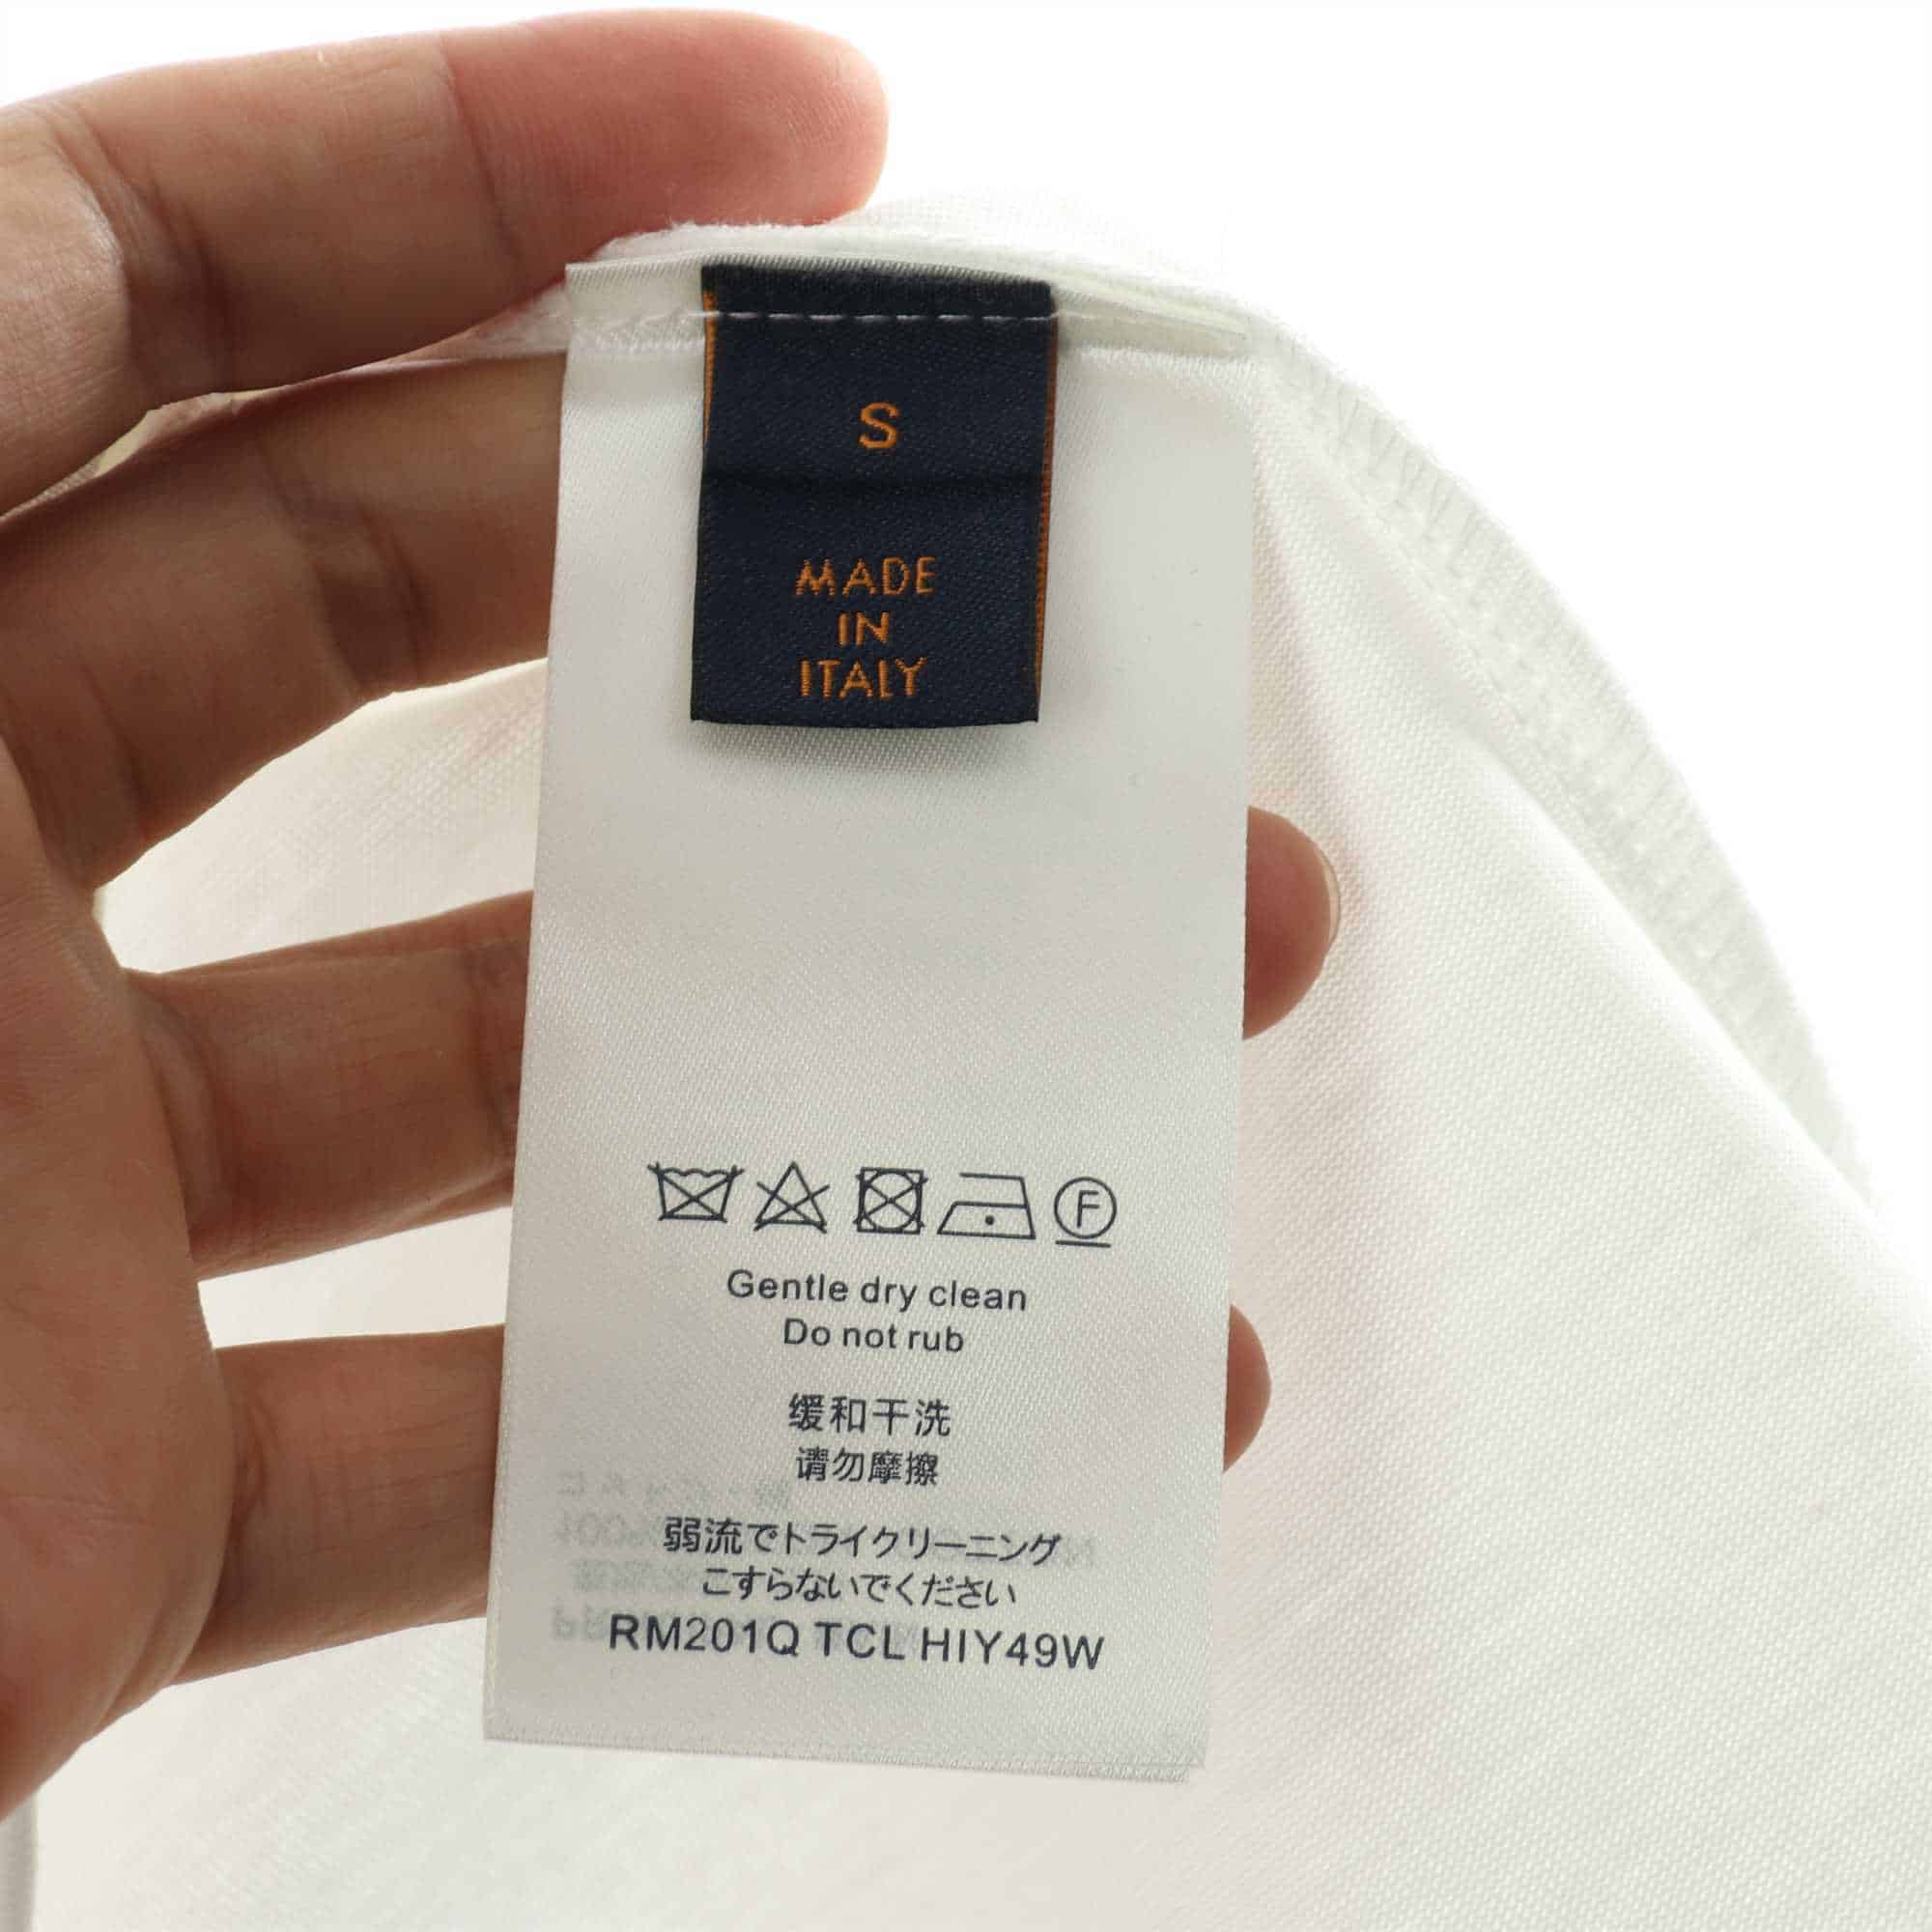 S
MADE
IN
ITALY
F
Gentle dry clean
Do not rub
缓和干洗
请勿摩擦
弱流でトライクリーニング
こすらないでください
RM201Q TCL HIY49W